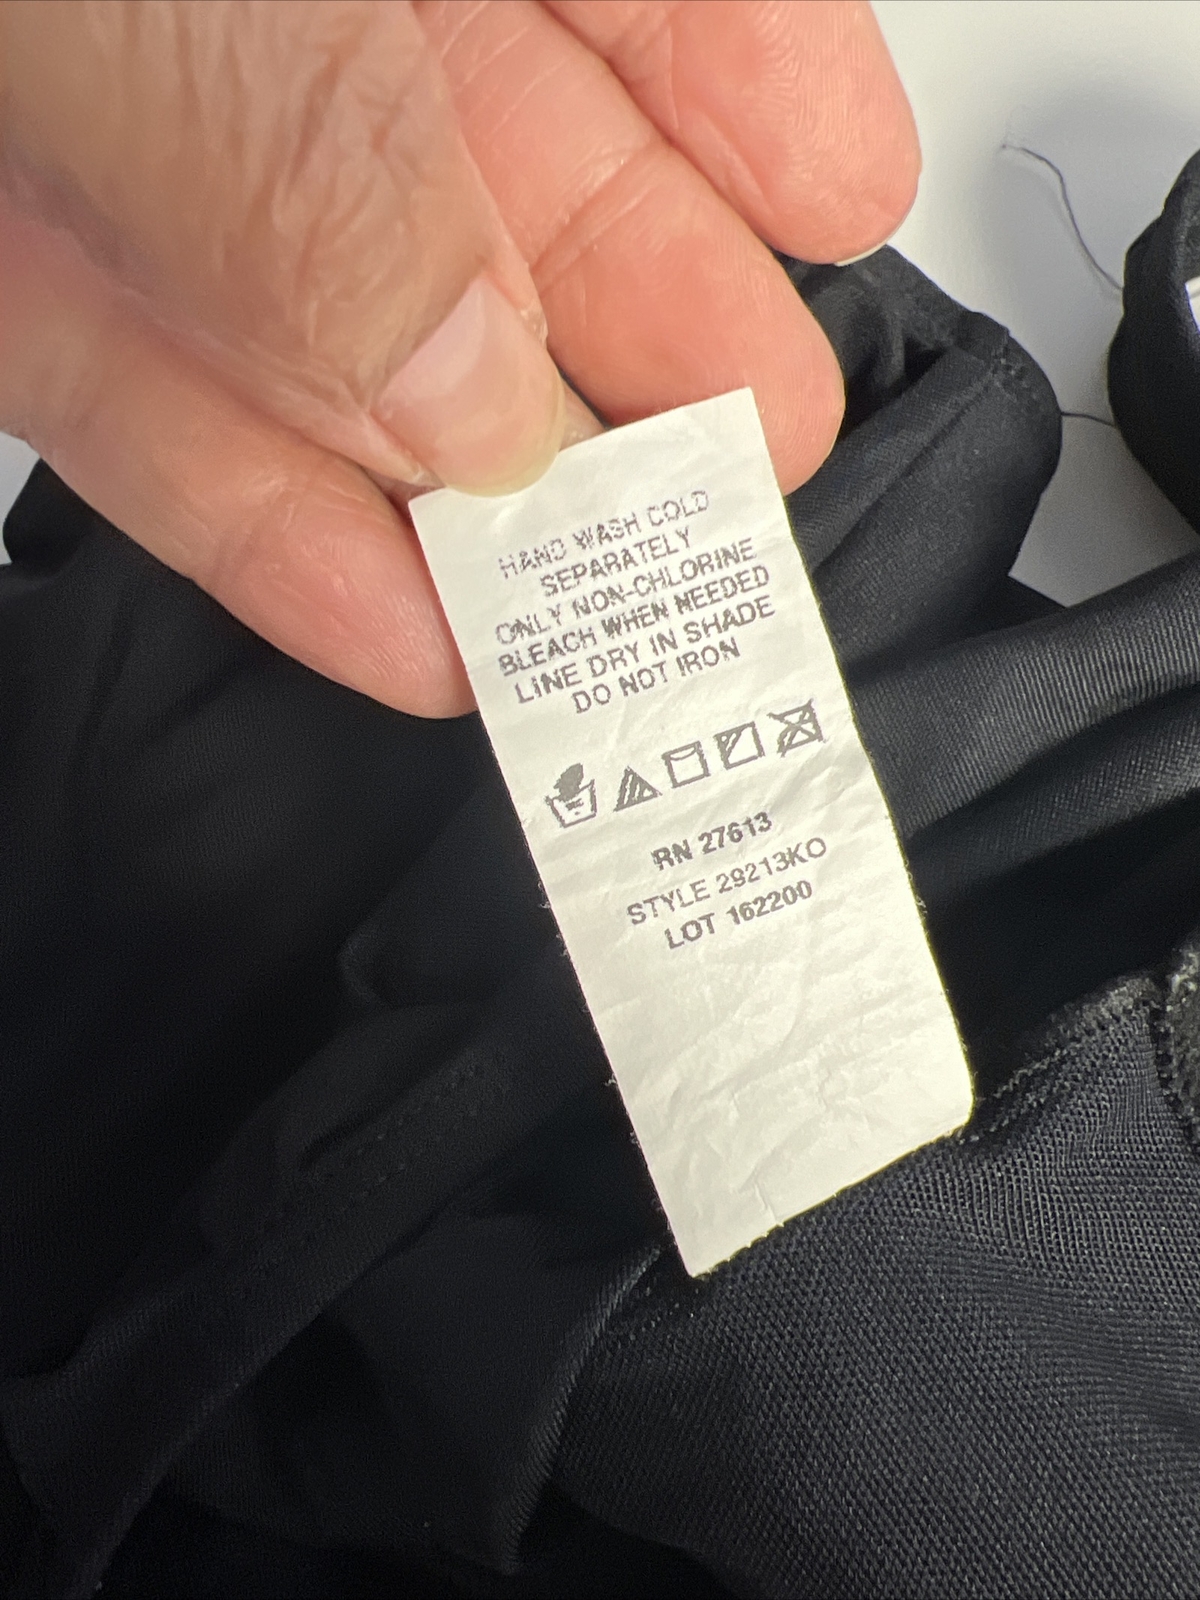 HAND WASH COLD
SEPARATELY
ONLY NON-CHLORINE
BLEACH WHEN NEEDED
LINE DRY IN SHADE
DO NOT IRON
RN 27613
STYLE 29213KO
LOT 162200